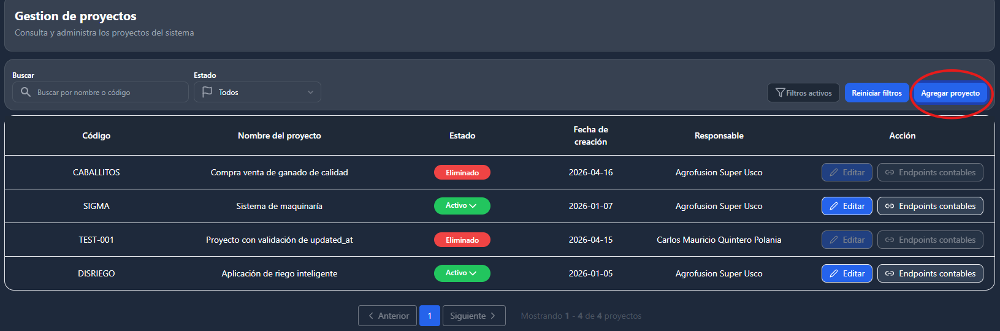 Gestion de proyectos
Consulta y administra los proyectos del sistema
Buscar
Estado
Buscar por nombre o código
Todos
Filtros activos
Reiniciar filtros
Agregar proyecto
Código Nombre del proyecto Estado Fecha de creación Responsable Acción
CABALLITOS Compra venta de ganado de calidad Eliminado 2026-04-16 Agrofusion Super Usco Editar Endpoints contables
SIGMA Sistema de maquinaría Activo 2026-01-07 Agrofusion Super Usco Editar Endpoints contables
TEST-001 Proyecto con validación de updated_at Eliminado 2026-04-15 Carlos Mauricio Quintero Polania Editar Endpoints contables
DISRIEGO Aplicación de riego inteligente Activo 2026-01-05 Agrofusion Super Usco Editar Endpoints contables
Anterior 1 Siguiente Mostrando 1 - 4 de 4 proyectos